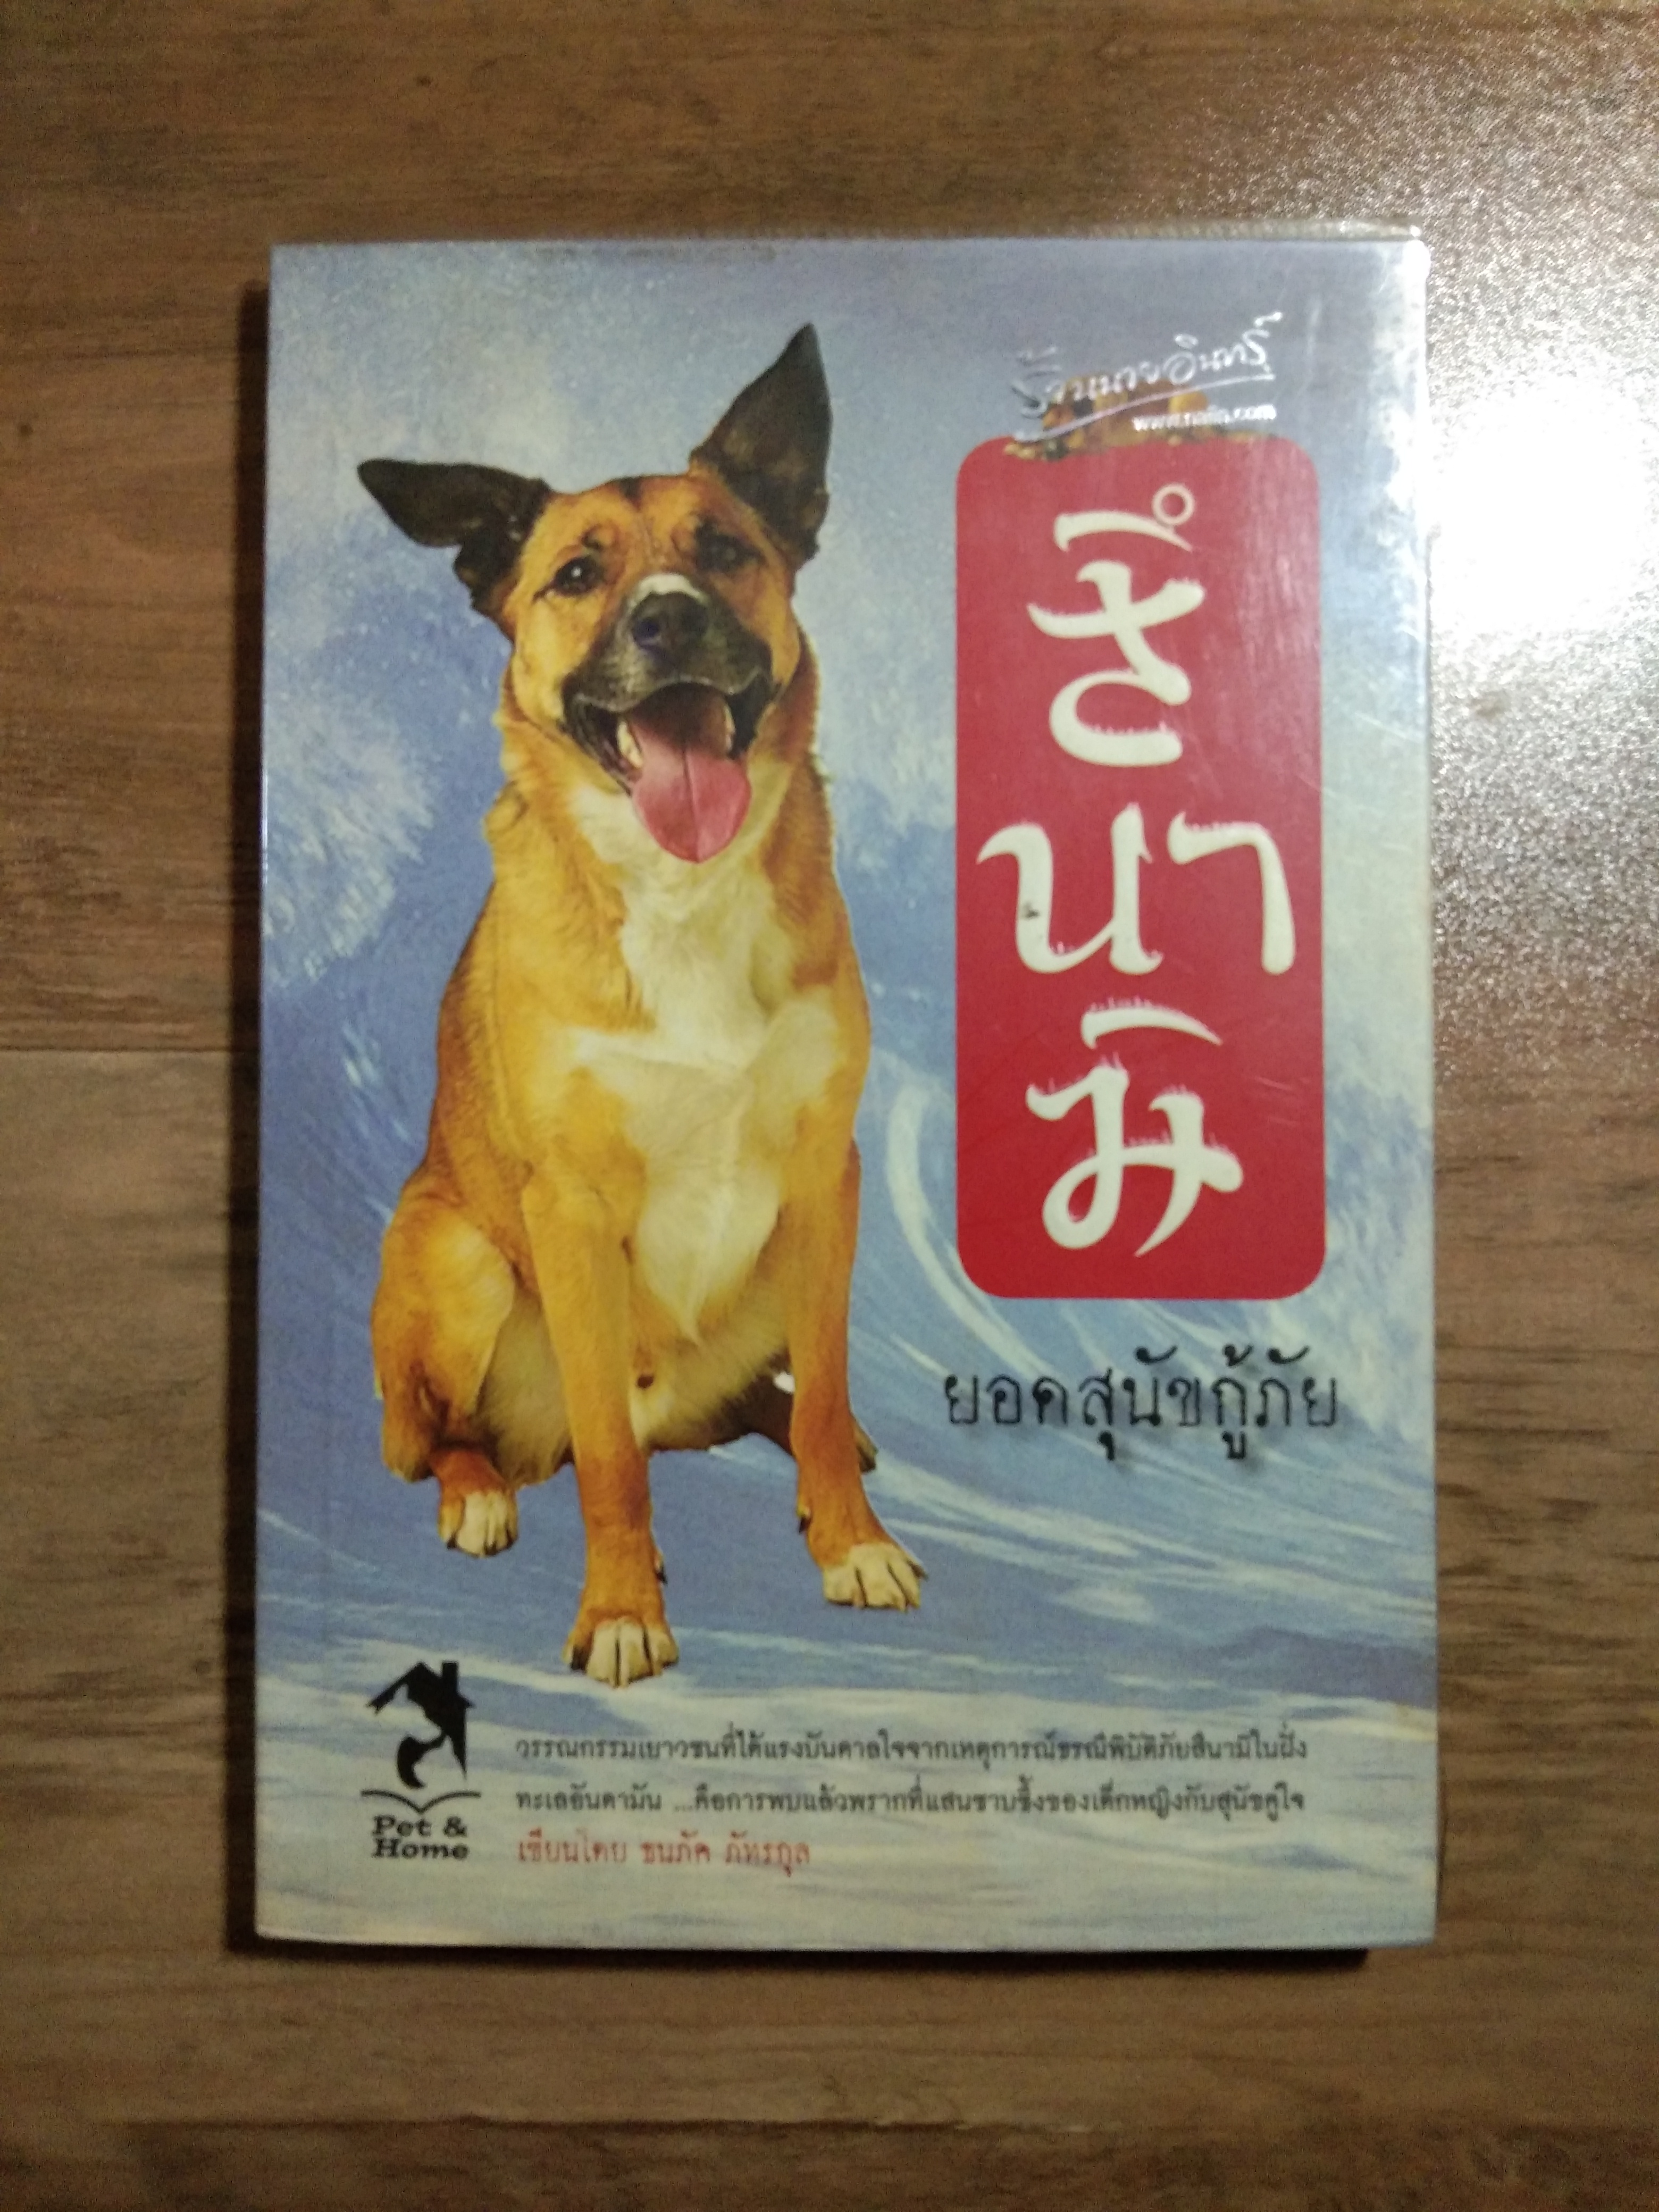 ร้านนายอินทร์
www.naiin.com
สึ
นา
มิ
ยอดสุนัขกู้ภัย
วรรณกรรมเยาวชนที่ได้แรงบันดาลใจจากเหตุการณ์ธรณีพิบัติภัยสึนามิในฝั่ง
ทะเลอันดามัน ...คือการพบแล้วพรากที่แสนซาบซึ้งของเด็กหญิงกับสุนัขคู่ใจ
เขียนโดย ธนภัค ภัทรกุล
Pet &
Home